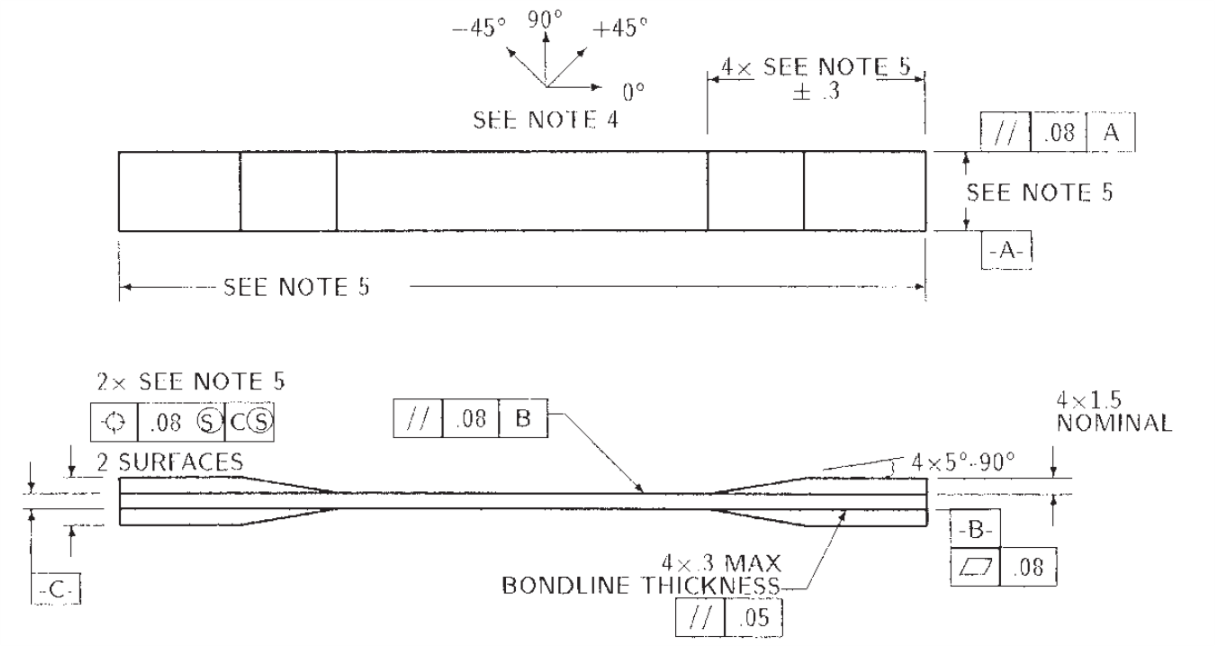 −45° 90° +45°
0°
SEE NOTE 4
4× SEE NOTE 5
± .3
// .08 A
SEE NOTE 5
-A-
SEE NOTE 5
2× SEE NOTE 5
⌖ .08 Ⓢ CⓈ
2 SURFACES
// .08 B
4×1.5
NOMINAL
4×5°-90°
-B-
⏥ .08
-C-
4×.3 MAX
BONDLINE THICKNESS
// .05